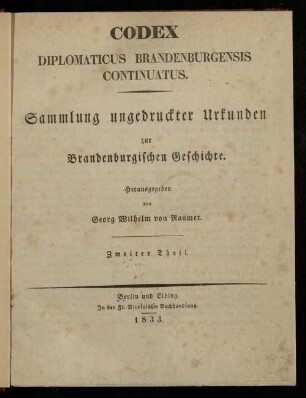 CODEX
DIPLOMATICUS BRANDENBURGENSIS
CONTINUATUS.
Sammlung ungedruckter Urkunden
zur
Brandenburgischen Geschichte.
Herausgegeben
von
Georg Wilhelm von Raumer.
Zweiter Theil.
Berlin und Elbing.
In der Fr. Nicolaischen Buchhandlung.
1833.